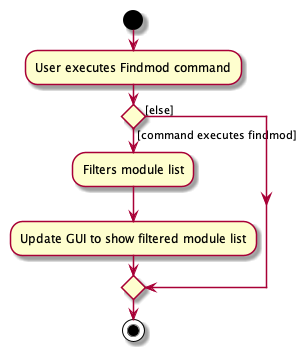 User executes Findmod command
[else]
[command executes findmod]
Filters module list
Update GUI to show filtered module list